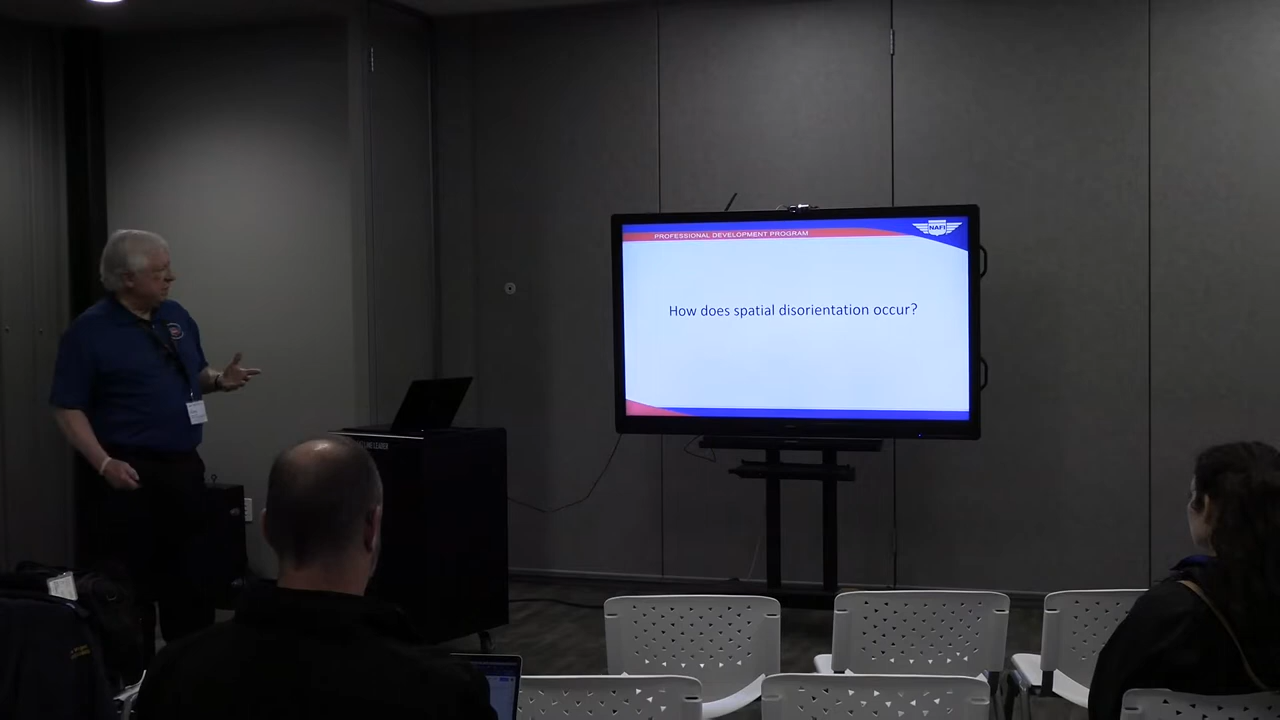 PROFESSIONAL DEVELOPMENT PROGRAM
NAFI
How does spatial disorientation occur?